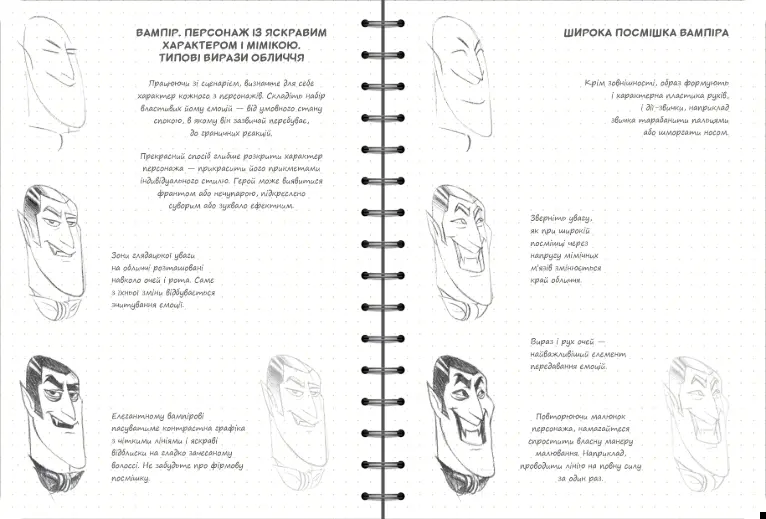 ВАМПІР. ПЕРСОНАЖ ІЗ ЯСКРАВИМ
ХАРАКТЕРОМ І МІМІКОЮ.
ТИПОВІ ВИРАЗИ ОБЛИЧЧЯ
Працюючи зі сценарієм, визначте для себе
характер кожного з персонажів. Складіть набір
властивих йому емоцій — від умовного стану
спокою, в якому він зазвичай перебуває,
до граничних реакцій.
Прекрасний спосіб глибше розкрити характер
персонажа — прикрасити його прикметами
індивідуального стилю. Герой може виявитися
франтом або нечупарою, підкреслено
суворим або зухвало ефектним.
Зони глядацької уваги
на обличчі розташовані
навколо очей і рота. Саме
з їхньої зміни відбувається
зчитування емоції.
Елегантному вампірові
пасуватиме контрастна графіка
з чіткими лініями і яскраві
відблиски на гладко зачесаному
волоссі. Не забудьте про фірмову
посмішку.
ШИРОКА ПОСМІШКА ВАМПІРА
Крім зовнішності, образ формують
і характерна пластика рухів,
і дії-звички, наприклад
звичка тарабанити пальцями
або шморгати носом.
Зверніть увагу,
як при широкій
посмішці через
напругу мімічних
м'язів змінюється
край обличчя.
Вираз і рух очей —
найважливіший елемент
передавання емоцій.
Повторюючи малюнок
персонажа, намагайтеся
спростити власну манеру
малювання. Наприклад,
проводити лінію на повну силу
за один раз.